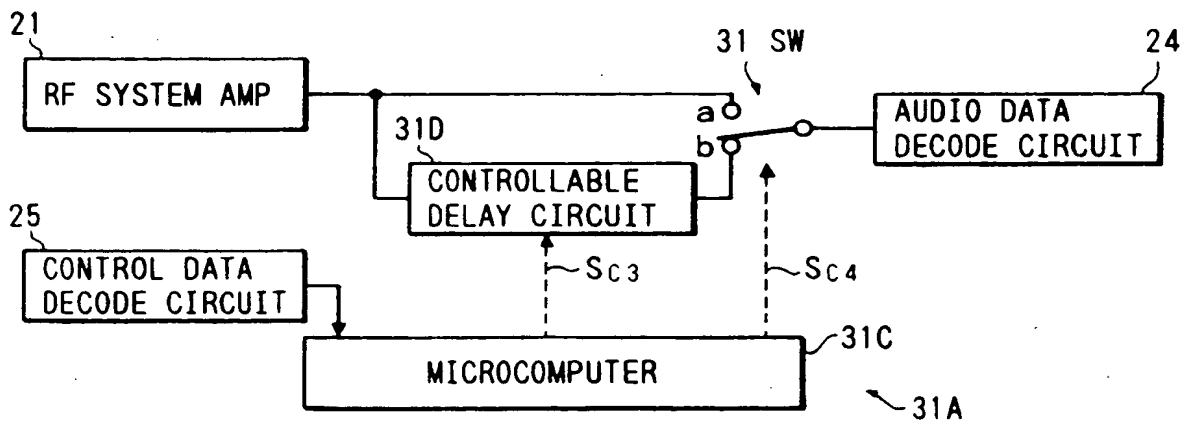 21
RF SYSTEM AMP
31 SW
24
a
b
AUDIO DATA
DECODE CIRCUIT
31D
CONTROLLABLE
DELAY CIRCUIT
25
CONTROL DATA
DECODE CIRCUIT
SC3
SC4
MICROCOMPUTER
31C
31A